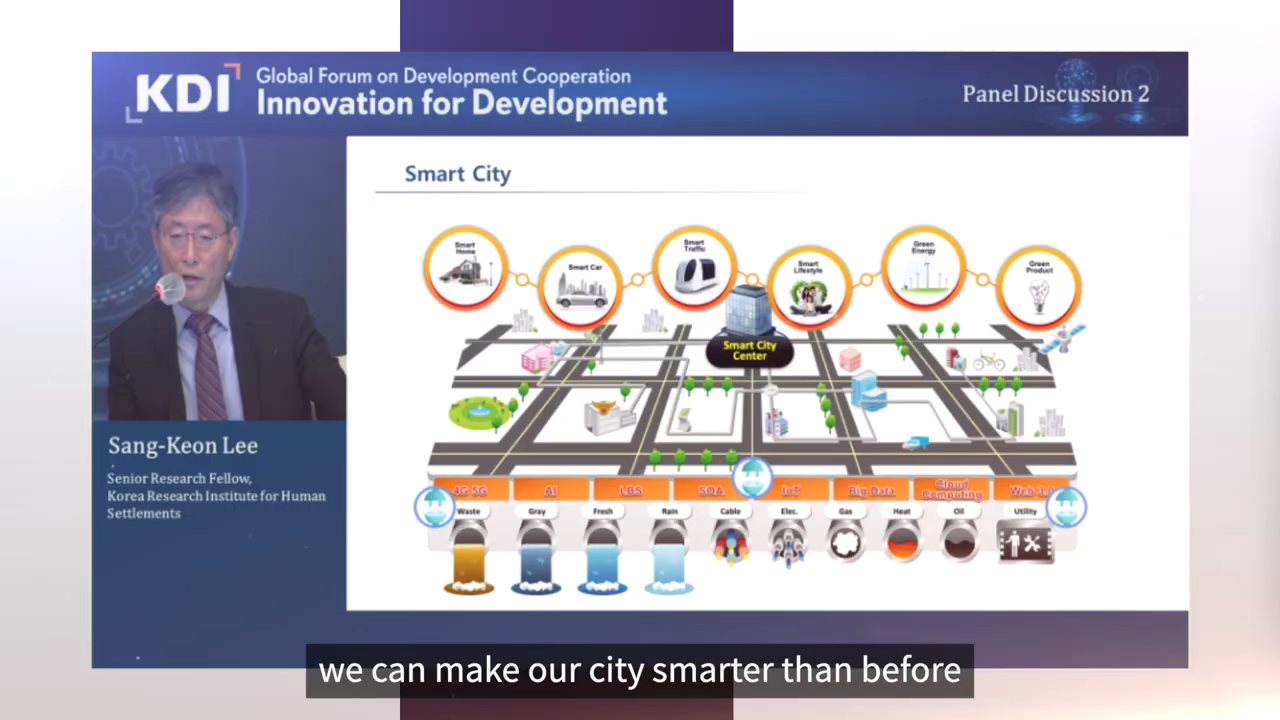 KDI
Global Forum on Development Cooperation
Innovation for Development
Panel Discussion 2
Smart City
Smart
Home
Smart Car
Smart
Traffic
Smart
Lifestyle
Green
Energy
Green
Product
Smart City
Center
4G 5G
AI
LBS
SOA
IoT
Big Data
Cloud
Computing
Web 3.0
Waste
Gray
Fresh
Rain
Cable
Elec.
Gas
Heat
Oil
Utility
Sang-Keon Lee
Senior Research Fellow,
Korea Research Institute for Human
Settlements
we can make our city smarter than before